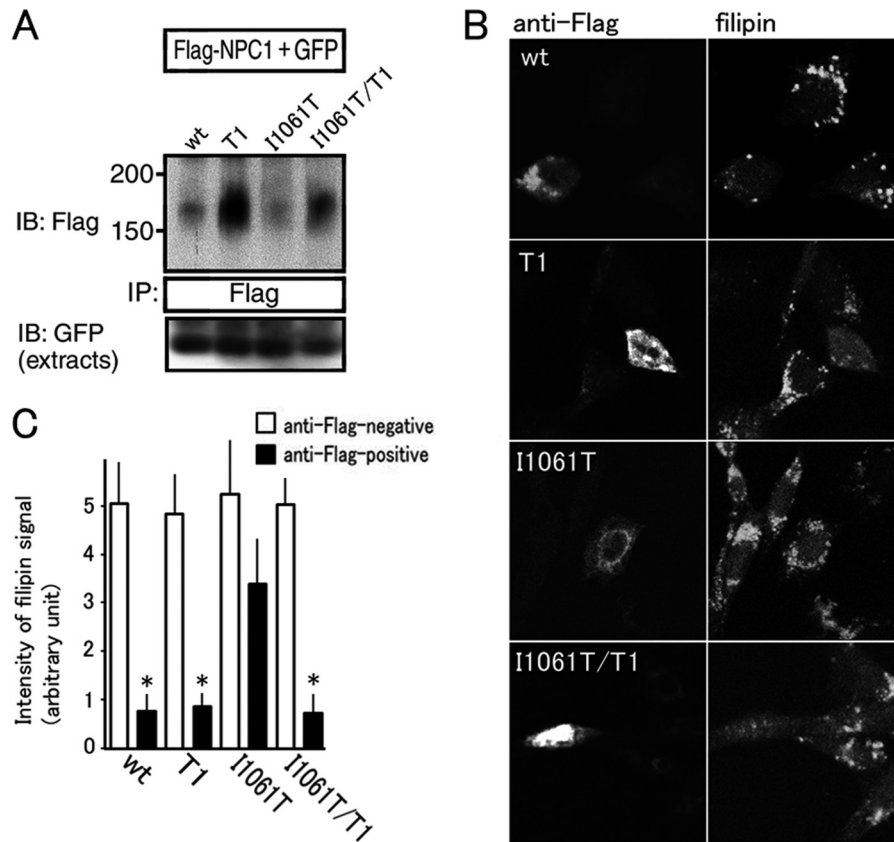 A
Flag-NPC1 + GFP
wt T1 I1061T I1061T/T1
200
IB: Flag
150
IP: Flag
IB: GFP
(extracts)
B
anti-Flag filipin
wt
T1
I1061T
I1061T/T1
C
anti-Flag-negative
anti-Flag-positive
Intensity of filipin signal
(arbitrary unit)
5
4
3
2
1
0
* * *
wt T1 I1061T I1061T/T1